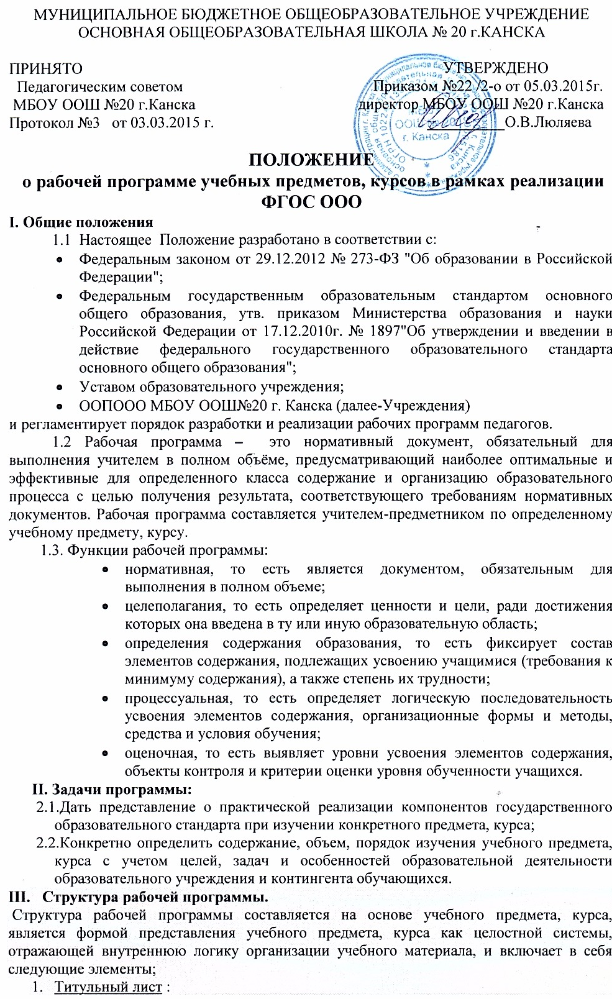 МУНИЦИПАЛЬНОЕ БЮДЖЕТНОЕ ОБЩЕОБРАЗОВАТЕЛЬНОЕ УЧРЕЖДЕНИЕ
ОСНОВНАЯ ОБЩЕОБРАЗОВАТЕЛЬНАЯ ШКОЛА № 20 г.КАНСКА
ПРИНЯТО УТВЕРЖДЕНО
Педагогическим советом Приказом №22 /2-о от 05.03.2015г.
МБОУ ООШ №20 г.Канска директор МБОУ ООШ №20 г.Канска
Протокол №3 от 03.03.2015 г. О.В.Люляева
г. Канска
ПОЛОЖЕНИЕ
о рабочей программе учебных предметов, курсов в рамках реализации
ФГОС ООО
I. Общие положения
1.1 Настоящее Положение разработано в соответствии с:
• Федеральным законом от 29.12.2012 № 273-ФЗ "Об образовании в Российской
Федерации";
• Федеральным государственным образовательным стандартом основного
общего образования, утв. приказом Министерства образования и науки
Российской Федерации от 17.12.2010г. № 1897"Об утверждении и введении в
действие федерального государственного образовательного стандарта
основного общего образования";
• Уставом образовательного учреждения;
• ООПООО МБОУ ООШ№20 г. Канска (далее-Учреждения)
и регламентирует порядок разработки и реализации рабочих программ педагогов.
1.2 Рабочая программа – это нормативный документ, обязательный для
выполнения учителем в полном объёме, предусматривающий наиболее оптимальные и
эффективные для определенного класса содержание и организацию образовательного
процесса с целью получения результата, соответствующего требованиям нормативных
документов. Рабочая программа составляется учителем-предметником по определенному
учебному предмету, курсу.
1.3. Функции рабочей программы:
• нормативная, то есть является документом, обязательным для
выполнения в полном объеме;
• целеполагания, то есть определяет ценности и цели, ради достижения
которых она введена в ту или иную образовательную область;
• определения содержания образования, то есть фиксирует состав
элементов содержания, подлежащих усвоению учащимися (требования к
минимуму содержания), а также степень их трудности;
• процессуальная, то есть определяет логическую последовательность
усвоения элементов содержания, организационные формы и методы,
средства и условия обучения;
• оценочная, то есть выявляет уровни усвоения элементов содержания,
объекты контроля и критерии оценки уровня обученности учащихся.
II. Задачи программы:
2.1.Дать представление о практической реализации компонентов государственного
образовательного стандарта при изучении конкретного предмета, курса;
2.2.Конкретно определить содержание, объем, порядок изучения учебного предмета,
курса с учетом целей, задач и особенностей образовательной деятельности
образовательного учреждения и контингента обучающихся.
III. Структура рабочей программы.
Структура рабочей программы составляется на основе учебного предмета, курса,
является формой представления учебного предмета, курса как целостной системы,
отражающей внутреннюю логику организации учебного материала, и включает в себя
следующие элементы;
1. Титульный лист :